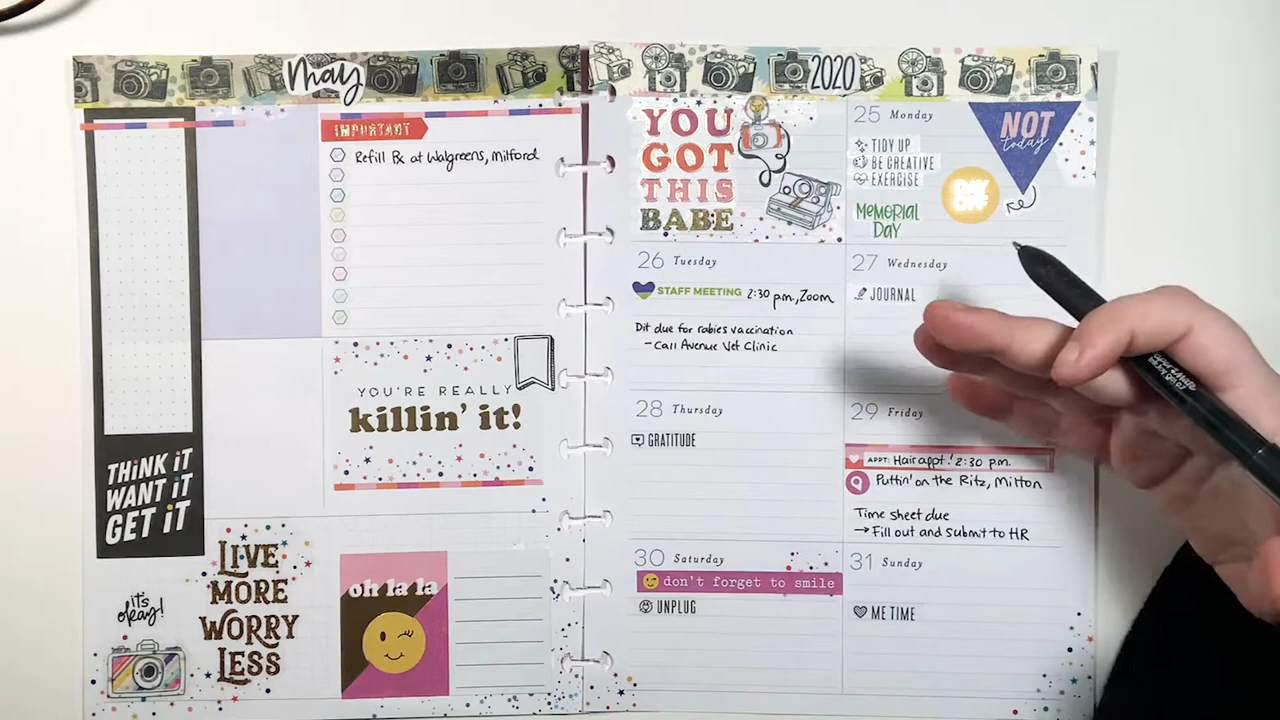 May
IMPORTANT
Refill Rx at Walgreens, Milford
THINK IT
WANT IT
GET IT
YOU'RE REALLY
killin' it!
it's
okay!
LIVE
MORE
WORRY
LESS
oh la la
2020
YOU
GOT
THIS
BABE
25 Monday
TIDY UP
BE CREATIVE
EXERCISE
MEMORIAL
DAY
DAY
OFF
NOT
today
26 Tuesday
STAFF MEETING 2:30 p.m., Zoom
Dit due for rabies vaccination
- Call Avenue Vet Clinic
27 Wednesday
JOURNAL
28 Thursday
GRATITUDE
29 Friday
APPT: Hair appt! 2:30 p.m.
Puttin' on the Ritz, Milton
Time sheet due
→ Fill out and Submit to HR
30 Saturday
don't forget to smile
UNPLUG
31 Sunday
ME TIME